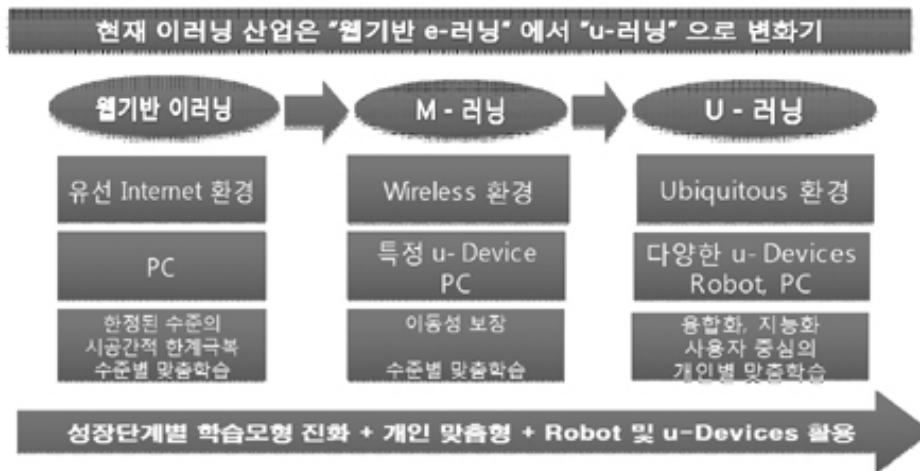 현재 이러닝 산업은 "웹기반 e-러닝" 에서 "u-러닝" 으로 변화기
웹기반 이러닝
M - 러닝
U - 러닝
유선 Internet 환경
Wireless 환경
Ubiquitous 환경
PC
특정 u- Device
PC
다양한 u- Devices
Robot, PC
한정된 수준의
시공간적 한계극복
수준별 맞춤학습
이동성 보장
수준별 맞춤학습
융합화, 지능화
사용자 중심의
개인별 맞춤학습
성장단계별 학습모형 진화 + 개인 맞춤형 + Robot 및 u-Devices 활용